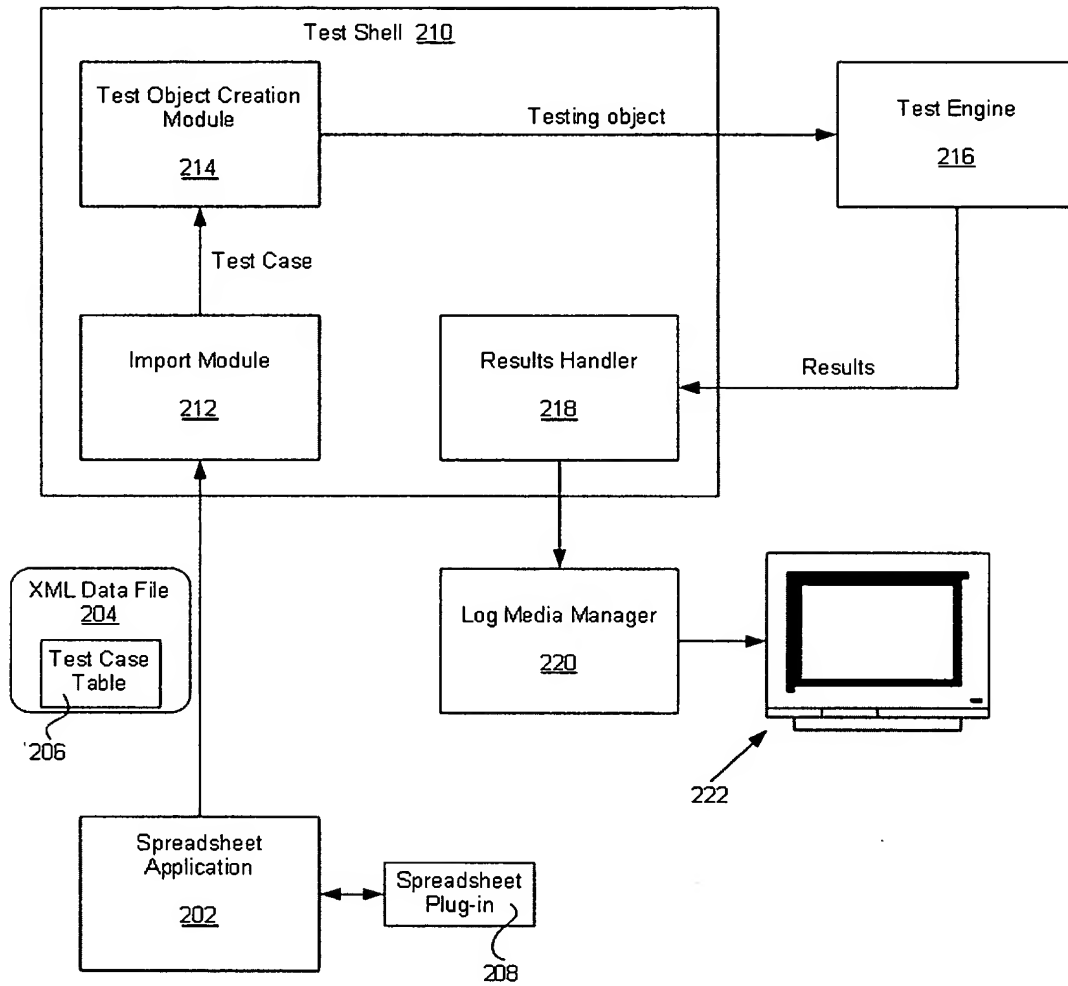 Test Shell 210
Test Object Creation
Module
214
Testing object
Test Engine
216
Test Case
Import Module
212
Results Handler
218
Results
XML Data File
204
Test Case
Table
'206
Log Media Manager
220
222
Spreadsheet
Application
202
Spreadsheet
Plug-in
208